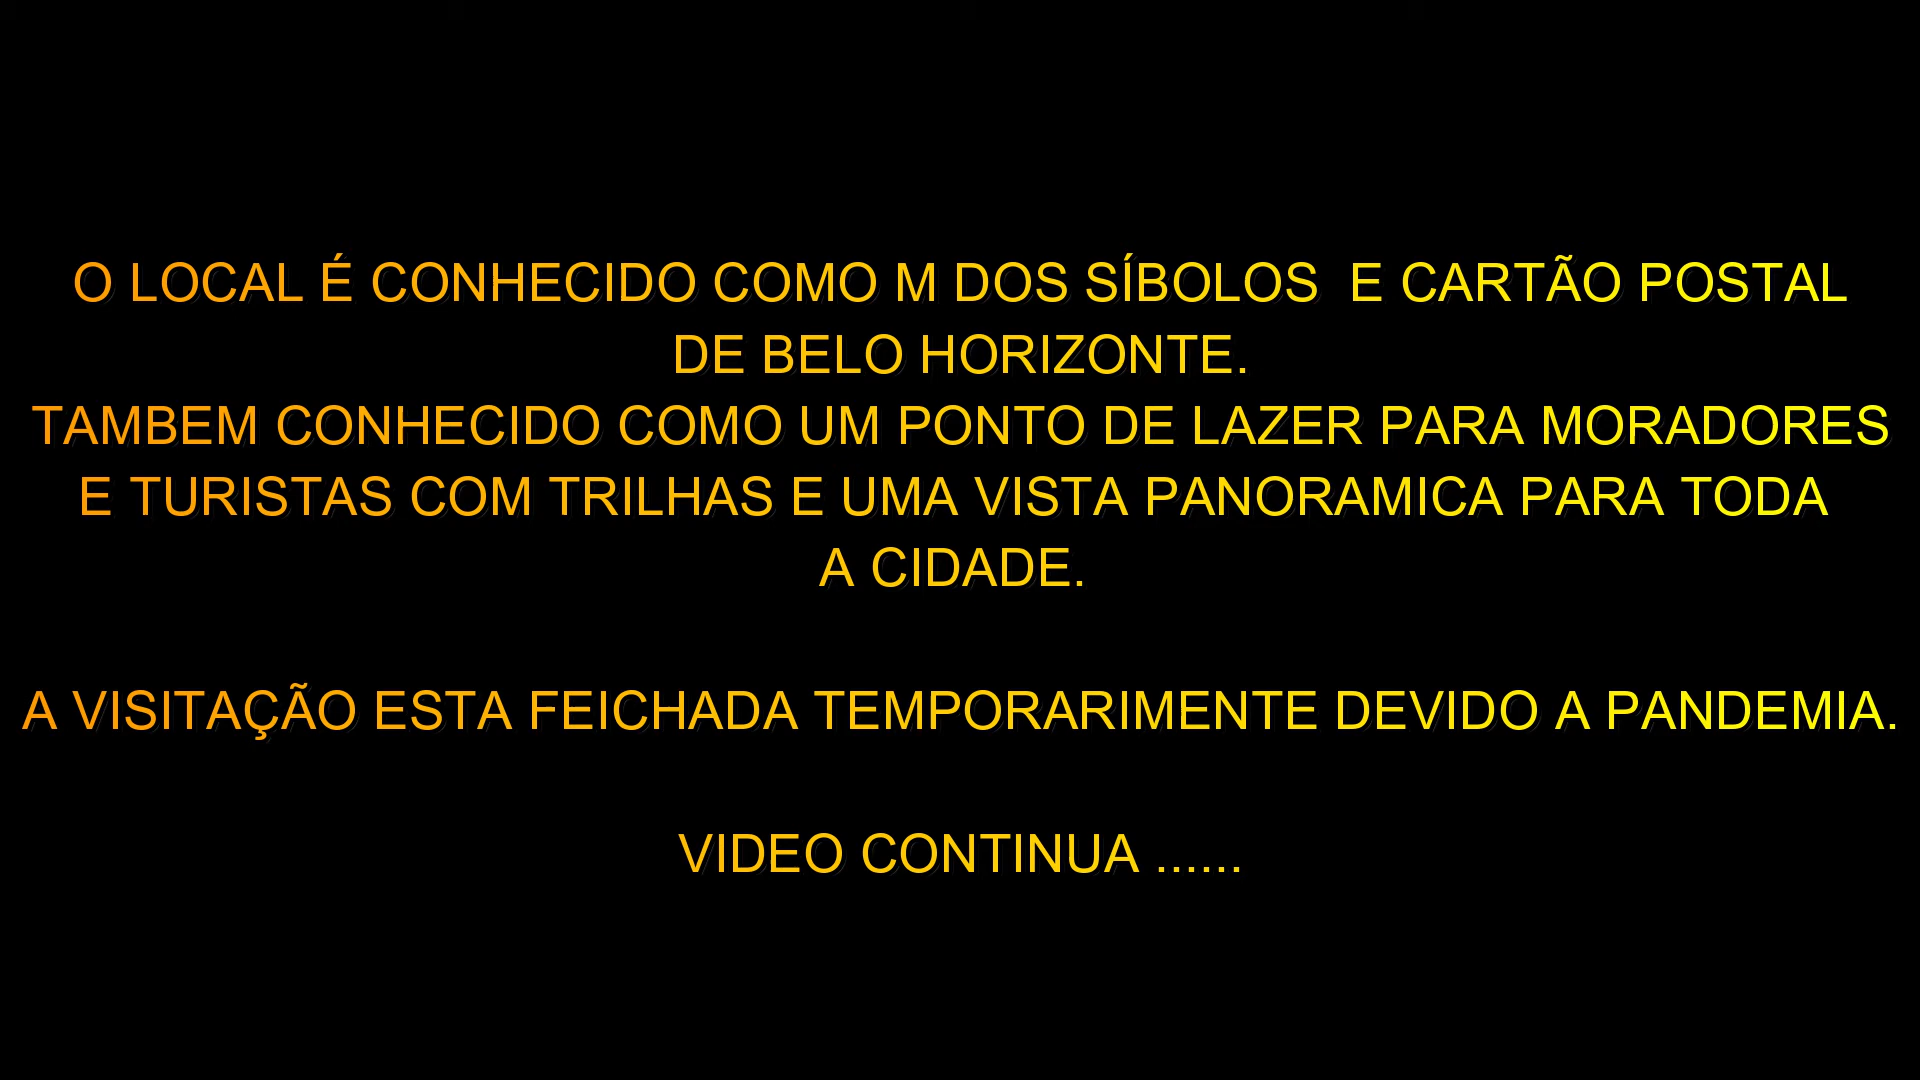 O LOCAL É CONHECIDO COMO M DOS SÍBOLOS E CARTÃO POSTAL
DE BELO HORIZONTE.
TAMBEM CONHECIDO COMO UM PONTO DE LAZER PARA MORADORES
E TURISTAS COM TRILHAS E UMA VISTA PANORAMICA PARA TODA
A CIDADE.
A VISITAÇÃO ESTA FEICHADA TEMPORARIMENTE DEVIDO A PANDEMIA.
VIDEO CONTINUA ......